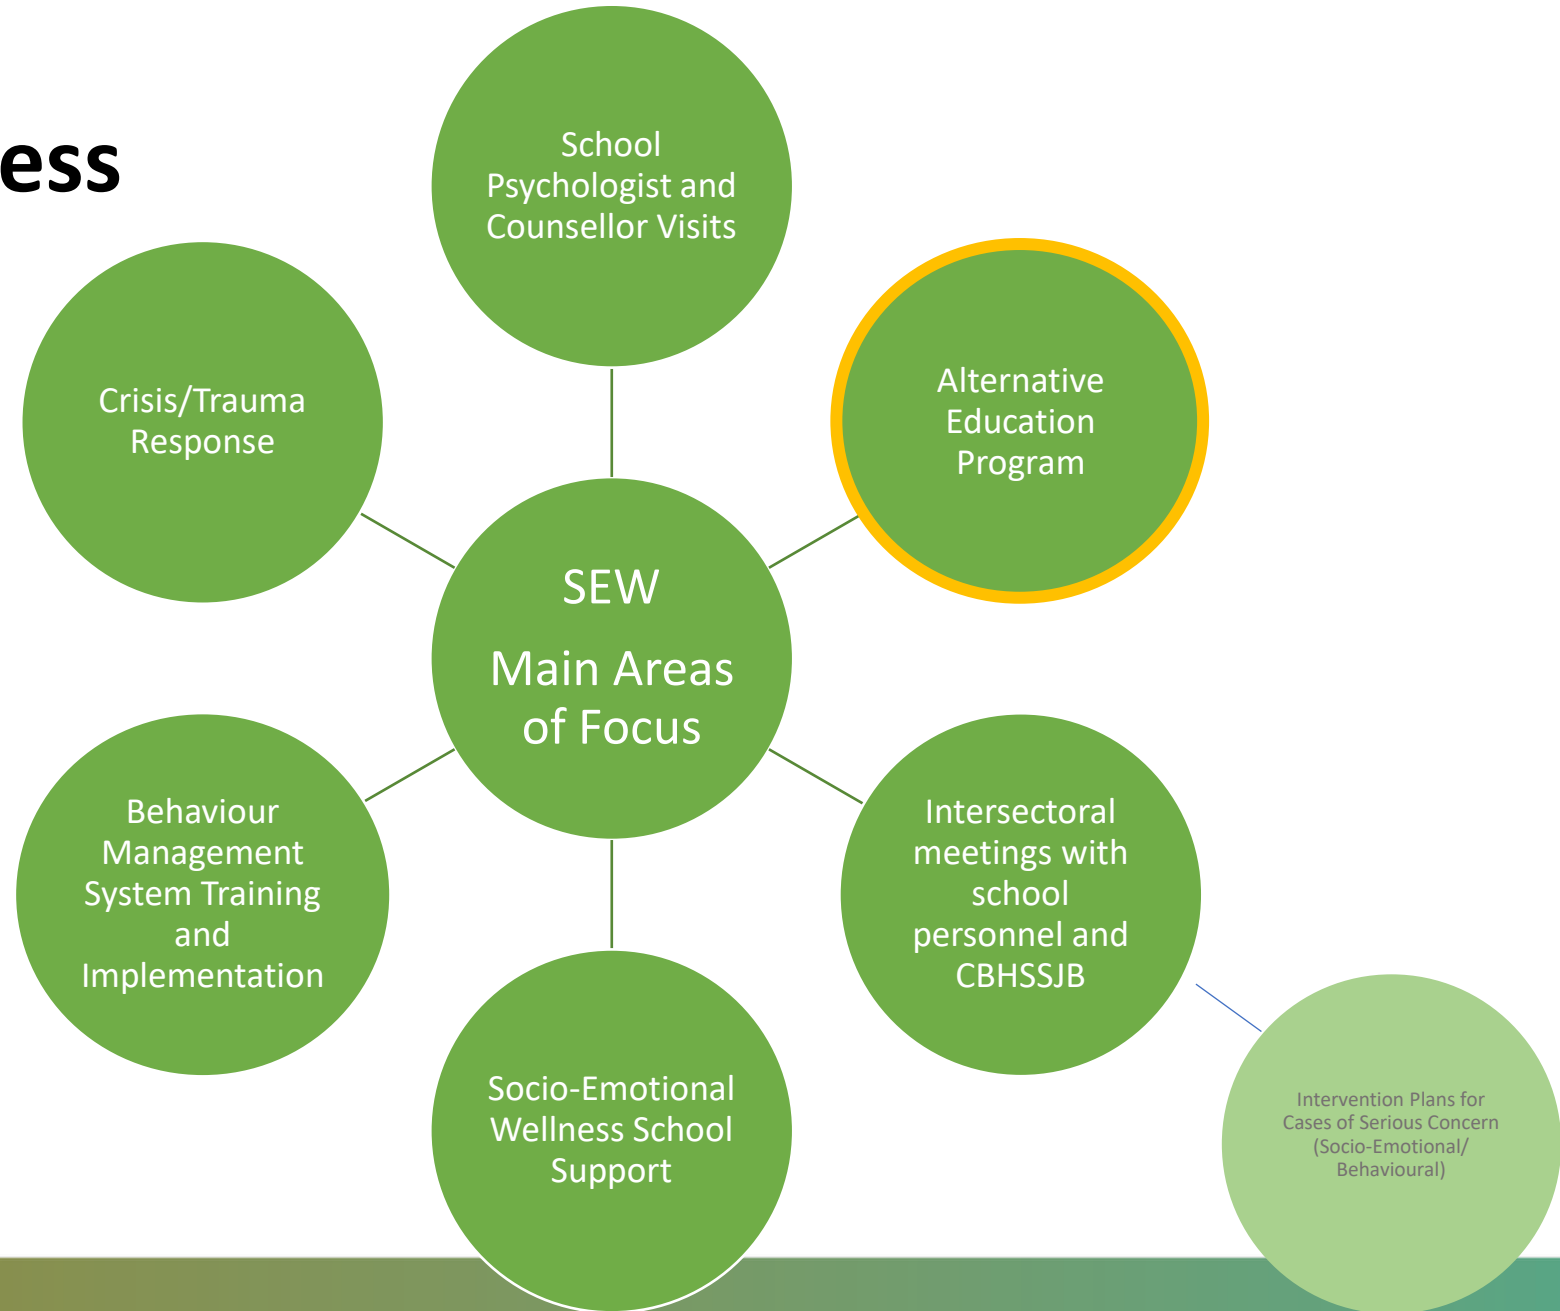 ess
School
Psychologist and
Counsellor Visits
Alternative
Education
Program
Crisis/Trauma
Response
SEW
Main Areas
of Focus
Behaviour
Management
System Training
and
Implementation
Intersectoral
meetings with
school
personnel and
CBHSSJB
Socio-Emotional
Wellness School
Support
Intervention Plans for
Cases of Serious Concern
(Socio-Emotional/
Behavioural)